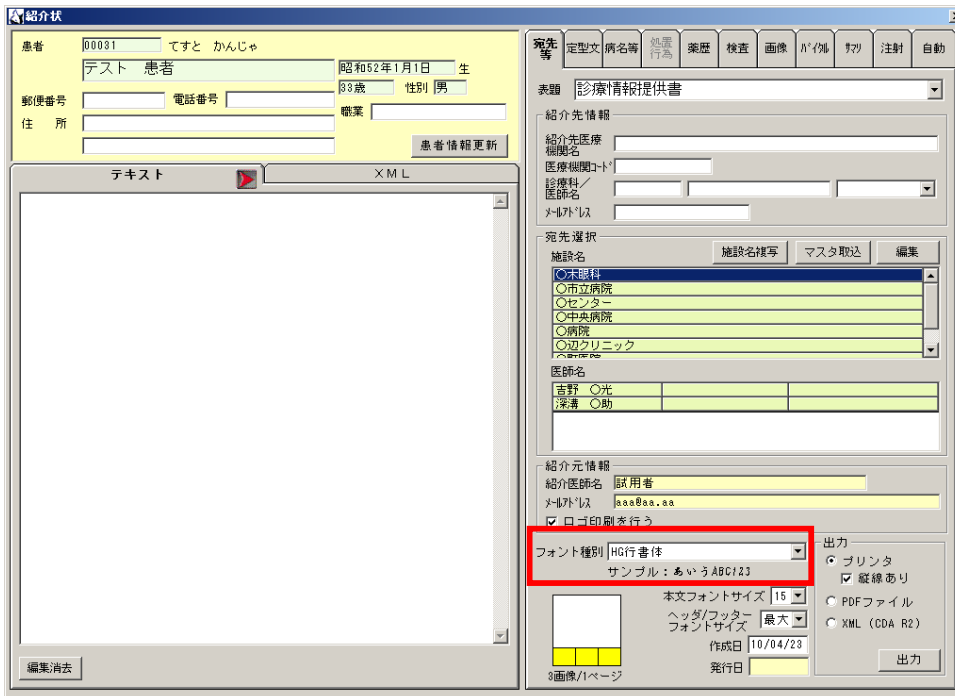 紹介状
患者 00031 てすと かんじゃ
テスト 患者 昭和52年1月1日 生
33歳 性別 男
郵便番号 電話番号
職業
住 所
患者情報更新
テキスト XML
編集消去
宛先等 定型文 病名等 処置行為 薬歴 検査 画像 バイタル サマリ 注射 自動
表題 診療情報提供書
紹介先情報
紹介先医療機関名
医療機関コード
診療科/医師名
メールアドレス
宛先選択
施設名 施設名複写 マスタ取込 編集
○木眼科
○市立病院
○センター
○中央病院
○病院
○辺クリニック
○町医院
医師名
吉野 ○光
深溝 ○助
紹介元情報
紹介医師名 試用者
メールアドレス aaa@aa.aa
ロゴ印刷を行う
フォント種別 HG行書体
サンプル:あいうABC123
本文フォントサイズ 15
ヘッダ/フッターフォントサイズ 最大
作成日 10/04/23
発行日
3画像/1ページ
出力
プリンタ
縦線あり
PDFファイル
XML (CDA R2)
出力